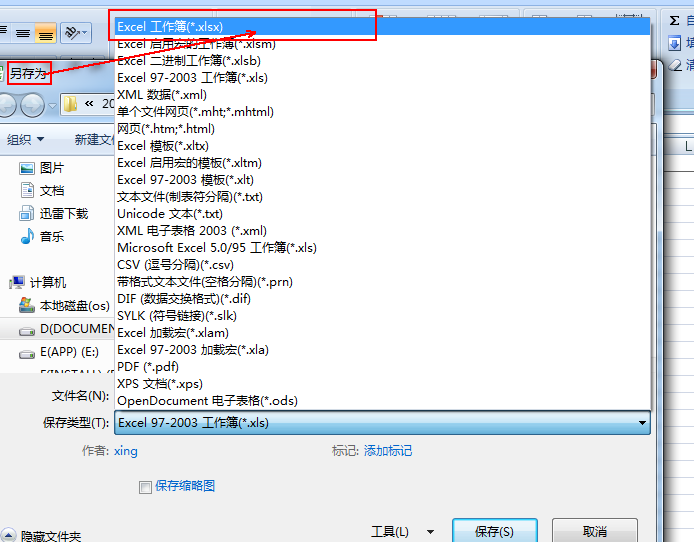 Excel 工作簿(*.xlsx)
Excel 启用宏的工作簿(*.xlsm)
Σ
Excel 二进制工作簿(*.xlsb)
另存为
Excel 97-2003 工作簿(*.xls)
XML 数据(*.xml)
« 20
单个文件网页(*.mht;*.mhtml)
网页(*.htm;*.html)
组织
新建文
Excel 模板(*.xltx)
L
Excel 启用宏的模板(*.xltm)
图片
Excel 97-2003 模板(*.xlt)
文档
文本文件(制表符分隔)(*.txt)
迅雷下载
Unicode 文本(*.txt)
音乐
XML 电子表格 2003 (*.xml)
Microsoft Excel 5.0/95 工作簿(*.xls)
CSV (逗号分隔)(*.csv)
计算机
带格式文本文件(空格分隔)(*.prn)
本地磁盘(os)
DIF (数据交换格式)(*.dif)
SYLK (符号链接)(*.slk)
D(DOCUMEN
Excel 加载宏(*.xlam)
E(APP) (E:)
Excel 97-2003 加载宏(*.xla)
PDF (*.pdf)
XPS 文档(*.xps)
文件名(N):
OpenDocument 电子表格(*.ods)
保存类型(T):
Excel 97-2003 工作簿(*.xls)
作者: xing
标记: 添加标记
保存缩略图
隐藏文件夹
工具(L)
保存(S)
取消